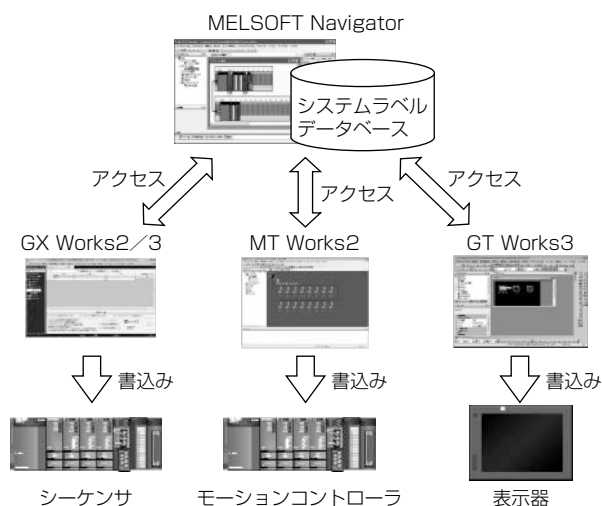 MELSOFT Navigator
システムラベル
データベース
アクセス
アクセス
アクセス
GX Works2／3
MT Works2
GT Works3
書込み
書込み
書込み
シーケンサ
モーションコントローラ
表示器